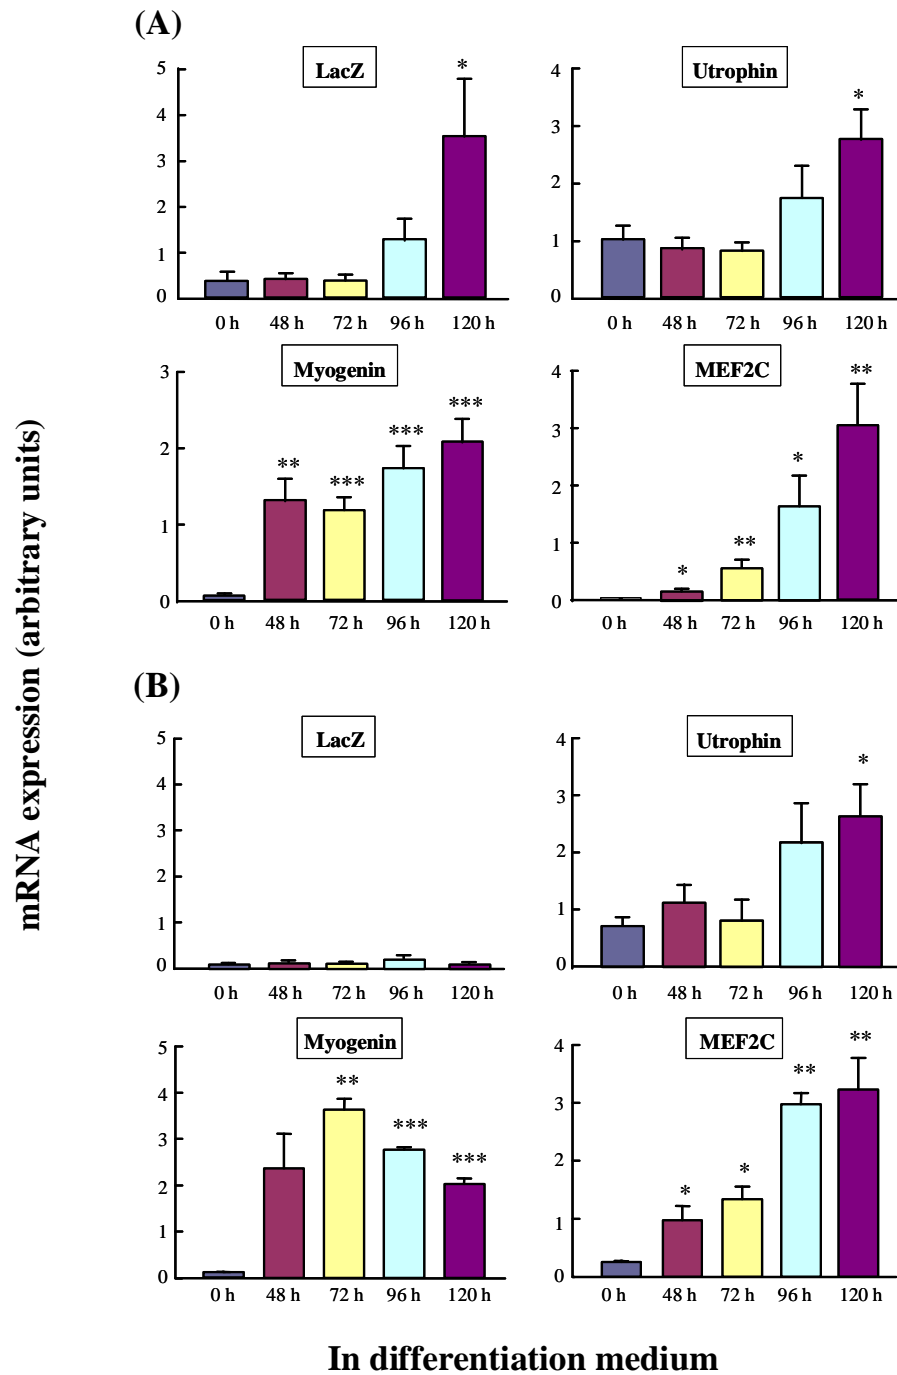 (A)
LacZ
5
4
3
2
1
0
*
0 h 48 h 72 h 96 h 120 h
Utrophin
4
3
2
1
0
*
0 h 48 h 72 h 96 h 120 h
Myogenin
3
2
1
0
** *** *** ***
0 h 48 h 72 h 96 h 120 h
MEF2C
4
3
2
1
0
* ** * **
0 h 48 h 72 h 96 h 120 h
mRNA expression (arbitrary units)
(B)
LacZ
5
4
3
2
1
0
0 h 48 h 72 h 96 h 120 h
Utrophin
4
3
2
1
0
*
0 h 48 h 72 h 96 h 120 h
Myogenin
5
4
3
2
1
0
** *** ***
0 h 48 h 72 h 96 h 120 h
MEF2C
4
3
2
1
0
* * ** **
0 h 48 h 72 h 96 h 120 h
In differentiation medium